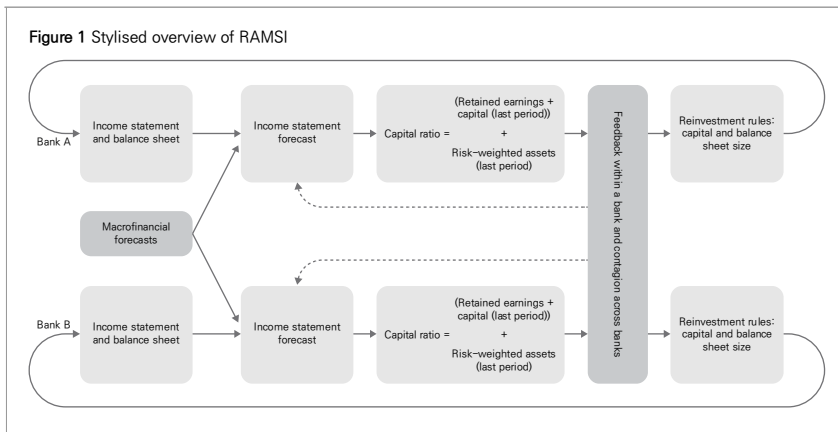 Figure 1 Stylised overview of RAMSI
Bank A
Income statement
and balance sheet
Income statement
forecast
Capital ratio =
(Retained earnings +
capital (last period))
+
Risk-weighted assets
(last period)
Feedback within a bank and contagion across banks
Reinvestment rules:
capital and balance
sheet size
Macrofinancial
forecasts
Bank B
Income statement
and balance sheet
Income statement
forecast
Capital ratio =
(Retained earnings +
capital (last period))
+
Risk-weighted assets
(last period)
Reinvestment rules:
capital and balance
sheet size